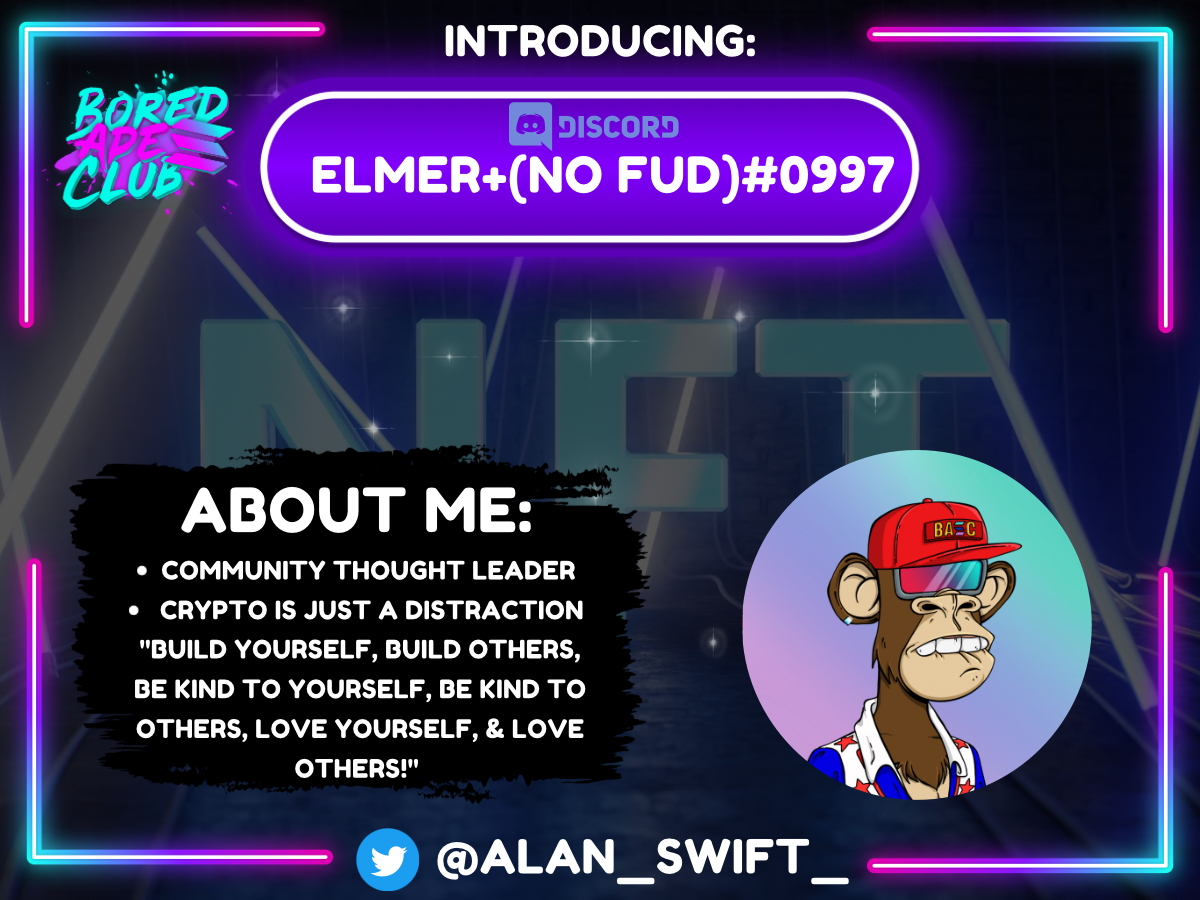 INTRODUCING:
BORED
APE
CLUB
DISCORD
ELMER+(NO FUD)#0997
NFT
ABOUT ME:
• COMMUNITY THOUGHT LEADER
• CRYPTO IS JUST A DISTRACTION
"BUILD YOURSELF, BUILD OTHERS,
BE KIND TO YOURSELF, BE KIND TO
OTHERS, LOVE YOURSELF, & LOVE
OTHERS!"
BAEC
@ALAN_SWIFT_